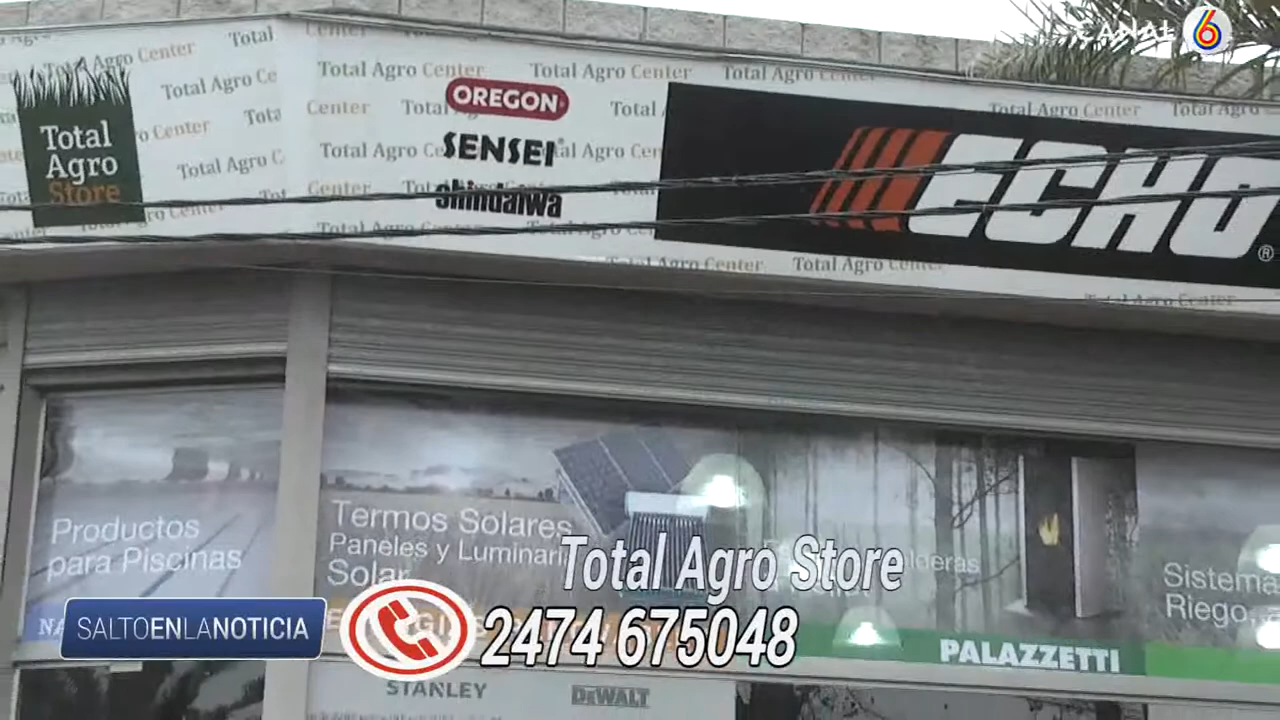 CANAL 6
Total Agro Center
Total Agro Store
OREGON
SENSEI
shindaiwa
ECHO
Productos
para Piscinas
Termos Solares
Paneles y Luminari
Solar
Sistema
Riego,
Total Agro Store
2474 675048
SALTOENLANOTICIA
PALAZZETTI
STANLEY
DEWALT